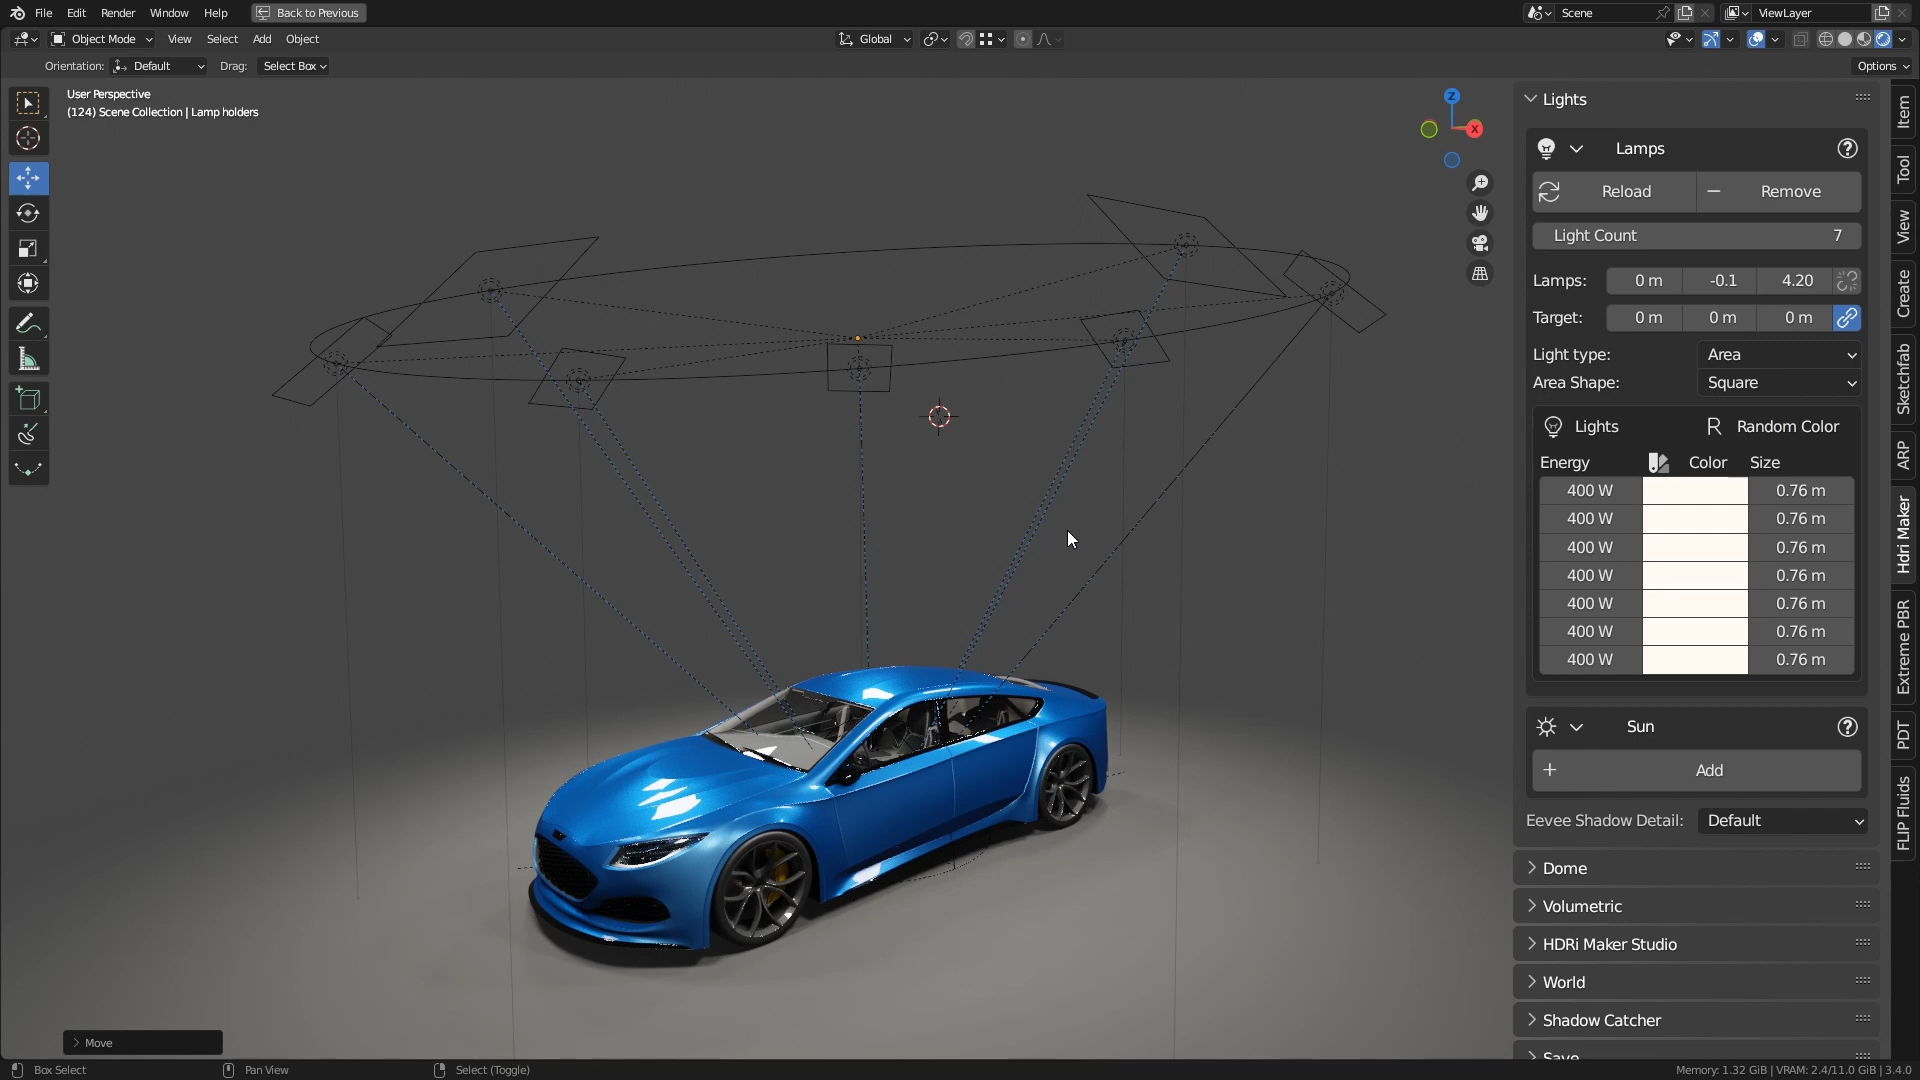 File Edit Render Window Help Back to Previous Scene ViewLayer
Object Mode View Select Add Object Global
Orientation: Default Drag: Select Box Options
User Perspective
(124) Scene Collection | Lamp holders
Z
X
Lights
Lamps
Reload Remove
Light Count 7
Lamps: 0 m -0.1 4.20
Target: 0 m 0 m 0 m
Light type: Area
Area Shape: Square
Lights R Random Color
Energy Color Size
400 W 0.76 m
400 W 0.76 m
400 W 0.76 m
400 W 0.76 m
400 W 0.76 m
400 W 0.76 m
400 W 0.76 m
Sun
+ Add
Eevee Shadow Detail: Default
Dome
Volumetric
HDRi Maker Studio
World
Shadow Catcher
Save
Item
Tool
View
Create
Sketchfab
ARP
Hdri Maker
Extreme PBR
PDT
FLIP Fluids
Move
Box Select Pan View Select (Toggle) Memory: 1.32 GiB | VRAM: 2.4/11.0 GiB | 3.4.0